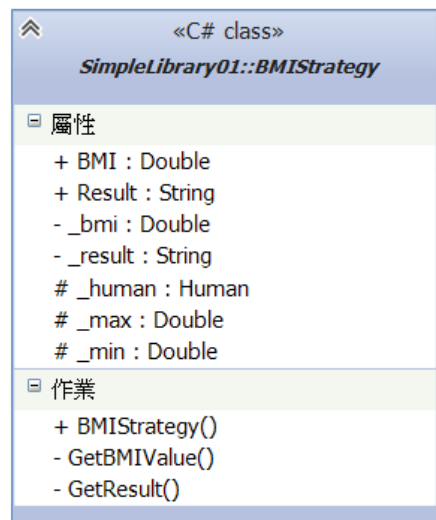 «C# class»
SimpleLibrary01::BMIStrategy
屬性
+ BMI : Double
+ Result : String
- _bmi : Double
- _result : String
# _human : Human
# _max : Double
# _min : Double
作業
+ BMIStrategy()
- GetBMIValue()
- GetResult()